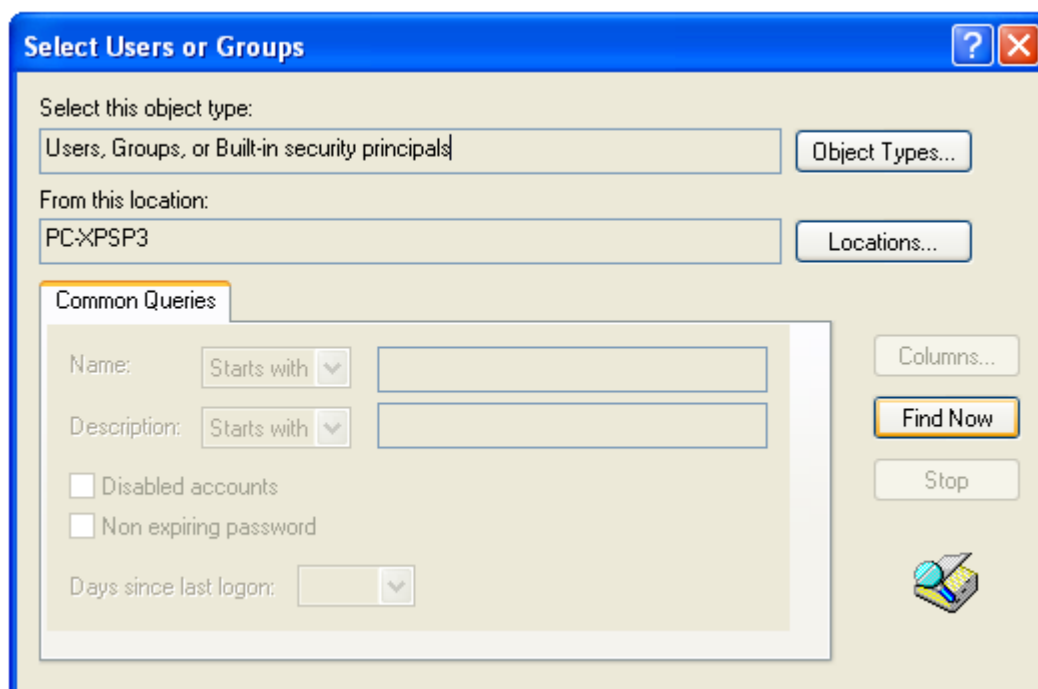 Select Users or Groups
Select this object type:
Users, Groups, or Built-in security principals
Object Types...
From this location:
PC-XPSP3
Locations...
Common Queries
Name:
Starts with
Columns...
Description:
Starts with
Find Now
Disabled accounts
Stop
Non expiring password
Days since last logon: